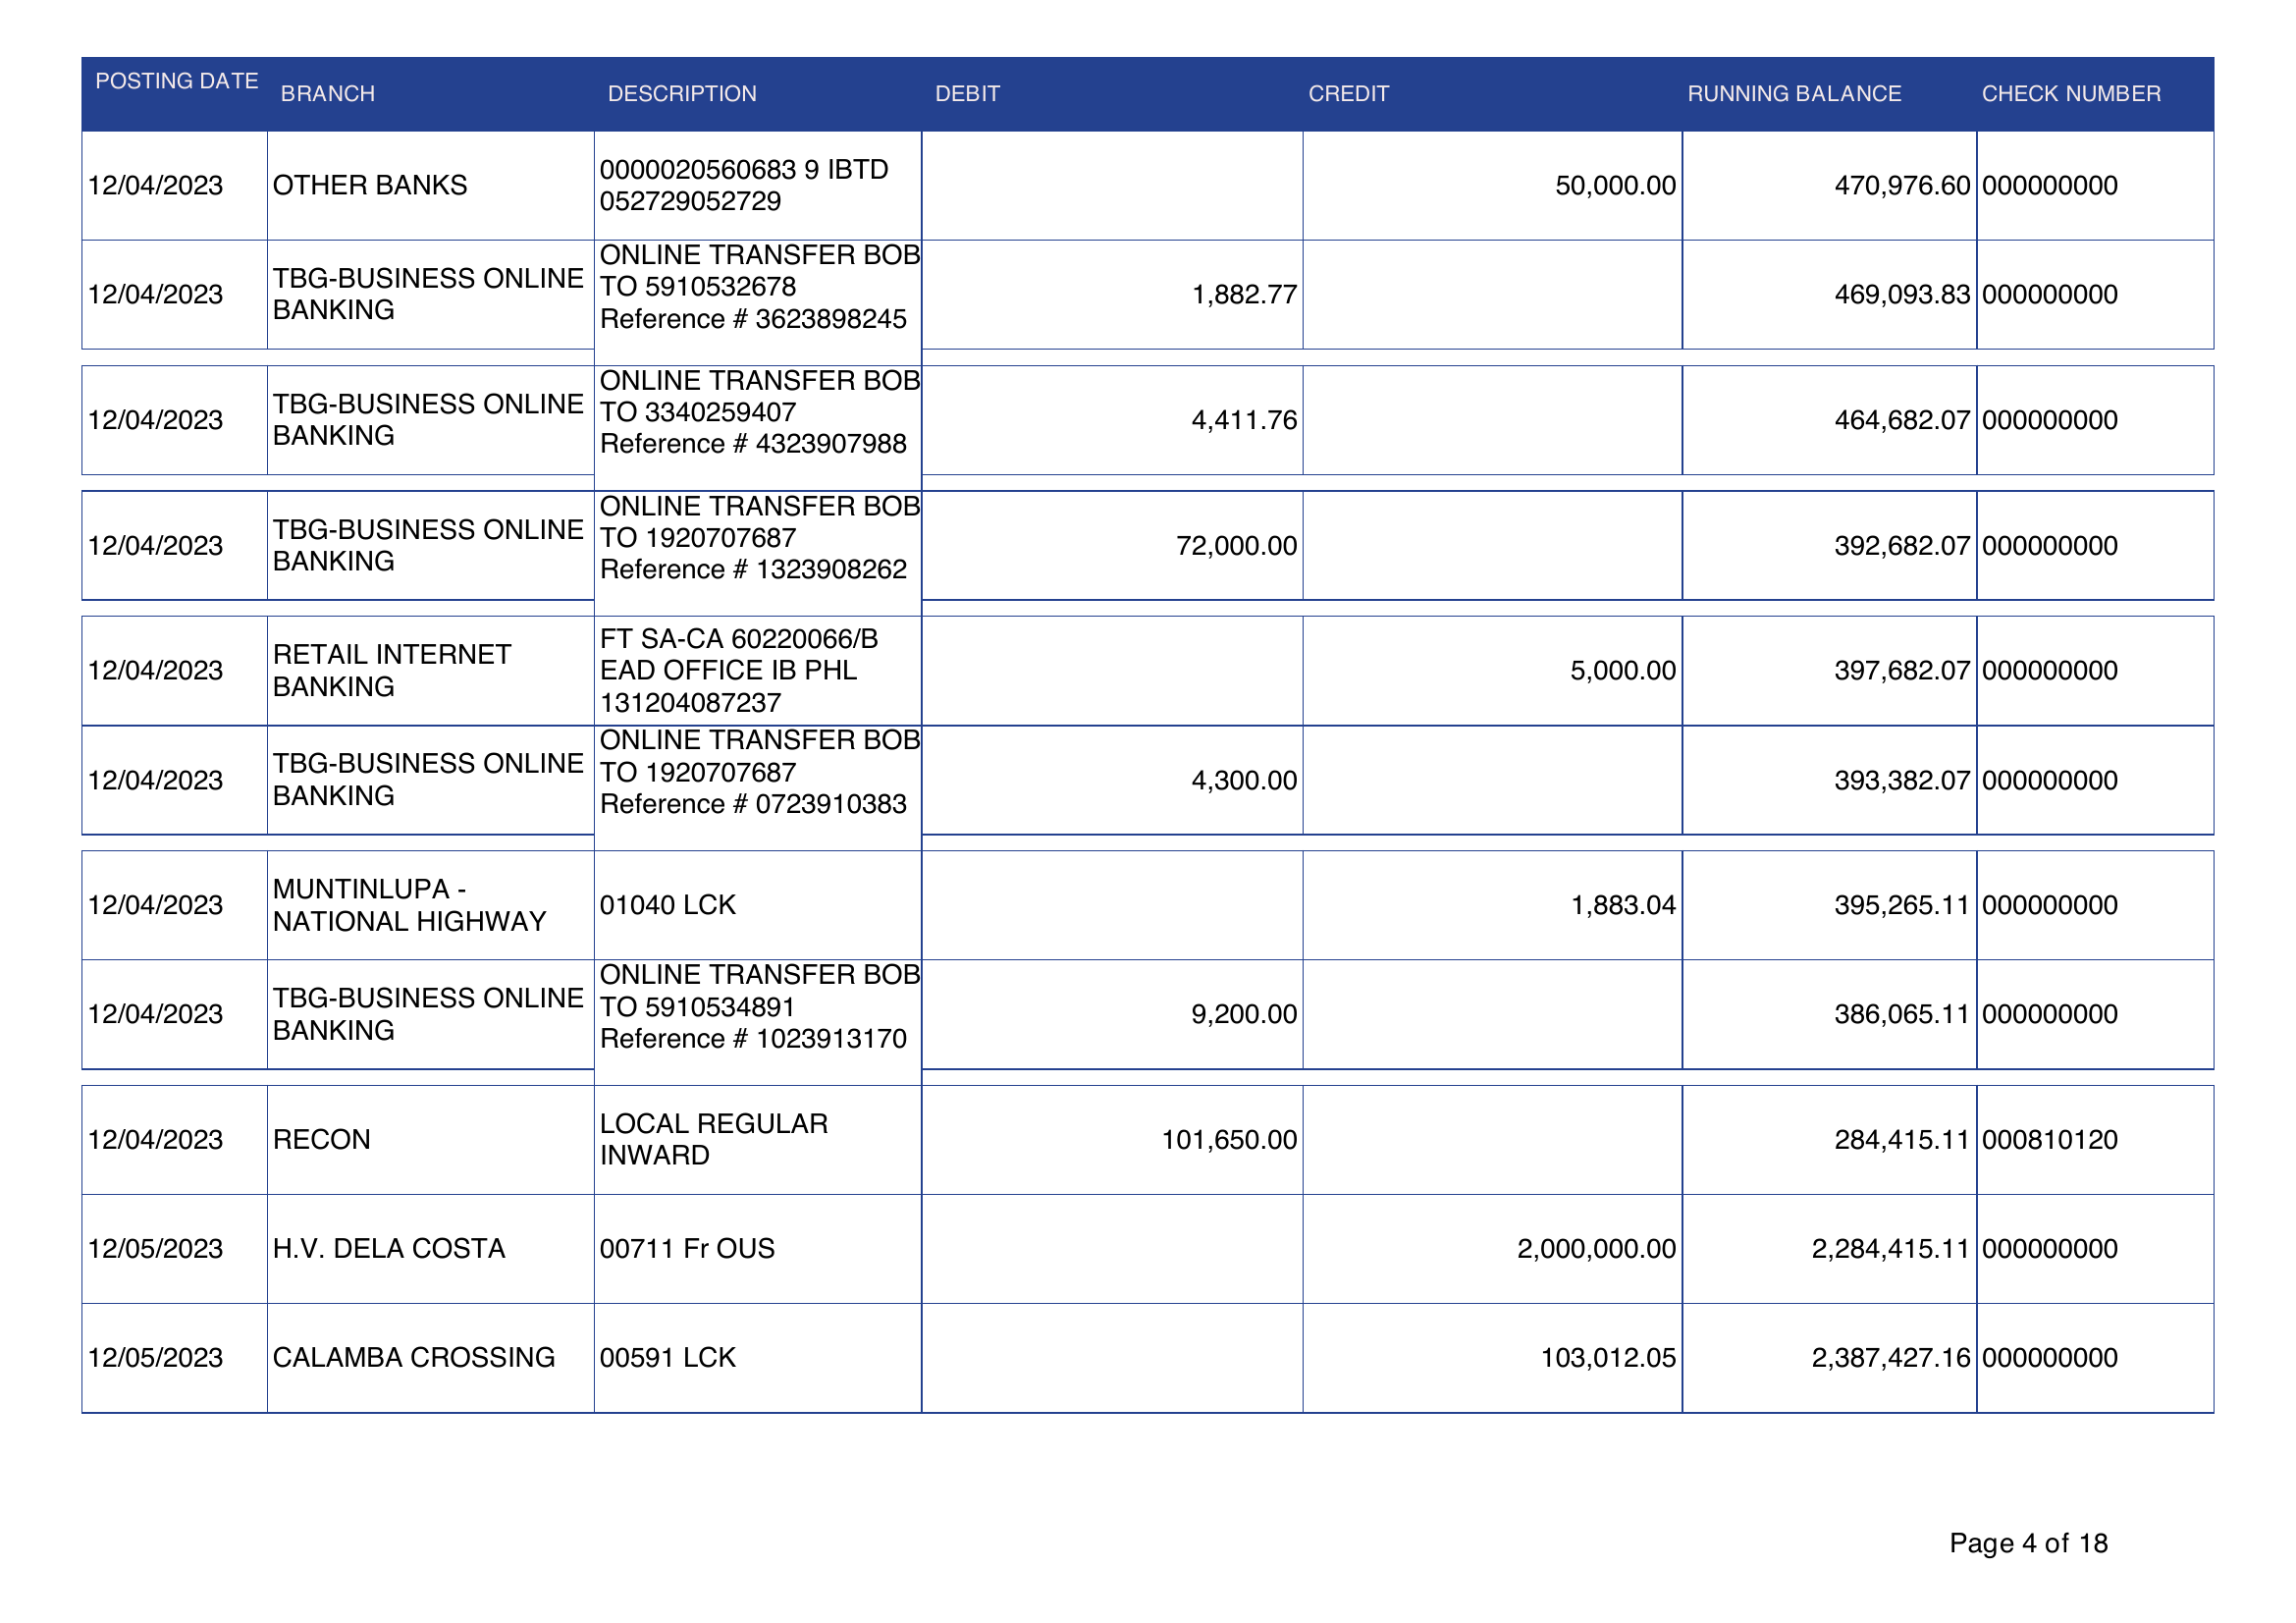 POSTING DATE BRANCH DESCRIPTION DEBIT CREDIT RUNNING BALANCE CHECK NUMBER
12/04/2023 OTHER BANKS 0000020560683 9 IBTD 50,000.00 470,976.60 000000000
052729052729
12/04/2023 TBG-BUSINESS ONLINE ONLINE TRANSFER BOB 1,882.77 469,093.83 000000000
BANKING TO 5910532678
Reference # 3623898245
12/04/2023 TBG-BUSINESS ONLINE ONLINE TRANSFER BOB 4,411.76 464,682.07 000000000
BANKING TO 3340259407
Reference # 4323907988
12/04/2023 TBG-BUSINESS ONLINE ONLINE TRANSFER BOB 72,000.00 392,682.07 000000000
BANKING TO 1920707687
Reference # 1323908262
12/04/2023 RETAIL INTERNET FT SA-CA 60220066/B 5,000.00 397,682.07 000000000
BANKING EAD OFFICE IB PHL
131204087237
12/04/2023 TBG-BUSINESS ONLINE ONLINE TRANSFER BOB 4,300.00 393,382.07 000000000
BANKING TO 1920707687
Reference # 0723910383
12/04/2023 MUNTINLUPA - 01040 LCK 1,883.04 395,265.11 000000000
NATIONAL HIGHWAY
12/04/2023 TBG-BUSINESS ONLINE ONLINE TRANSFER BOB 9,200.00 386,065.11 000000000
BANKING TO 5910534891
Reference # 1023913170
12/04/2023 RECON LOCAL REGULAR 101,650.00 284,415.11 000810120
INWARD
12/05/2023 H.V. DELA COSTA 00711 Fr OUS 2,000,000.00 2,284,415.11 000000000
12/05/2023 CALAMBA CROSSING 00591 LCK 103,012.05 2,387,427.16 000000000
Page 4 of 18